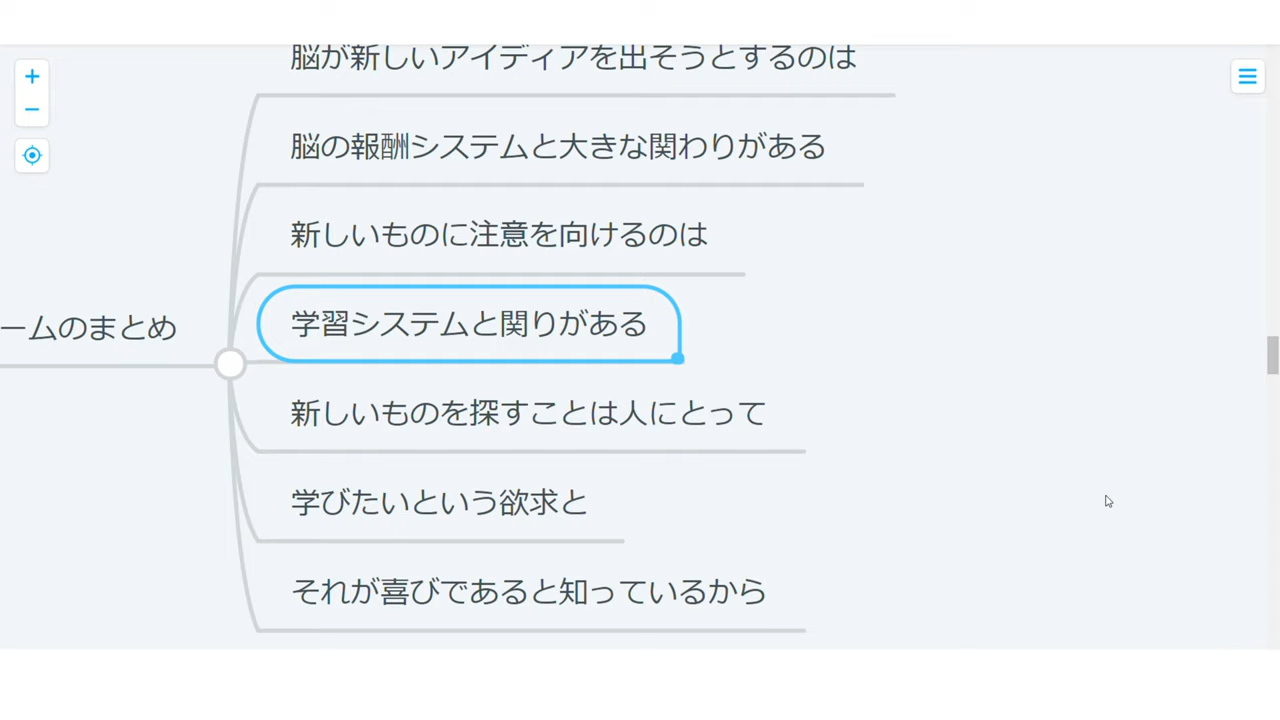 脳が新しいアイディアを出そうとするのは
脳の報酬システムと大きな関わりがある
新しいものに注意を向けるのは
学習システムと関りがある
ームのまとめ
新しいものを探すことは人にとって
学びたいという欲求と
それが喜びであると知っているから